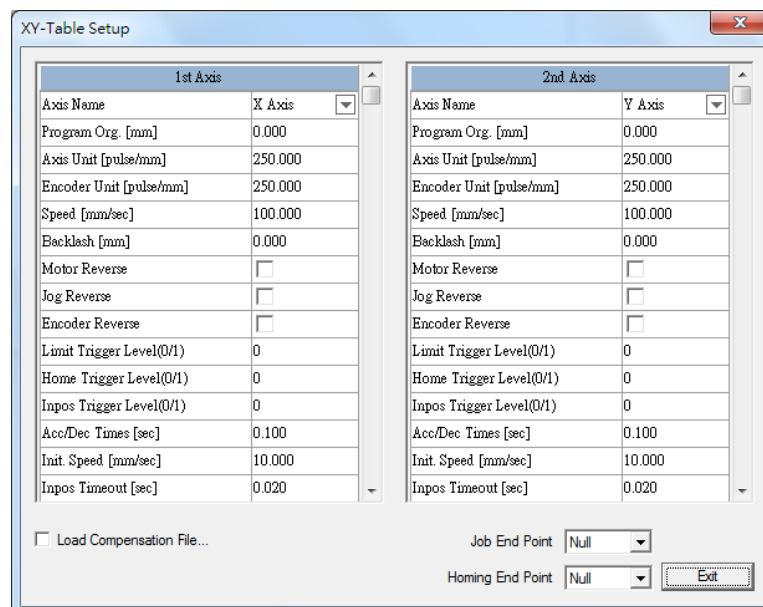 XY-Table Setup
1st Axis
Axis Name X Axis
Program Org. [mm] 0.000
Axis Unit [pulse/mm] 250.000
Encoder Unit [pulse/mm] 250.000
Speed [mm/sec] 100.000
Backlash [mm] 0.000
Motor Reverse
Jog Reverse
Encoder Reverse
Limit Trigger Level(0/1) 0
Home Trigger Level(0/1) 0
Inpos Trigger Level(0/1) 0
Acc/Dec Times [sec] 0.100
Init. Speed [mm/sec] 10.000
Inpos Timeout [sec] 0.020
2nd Axis
Axis Name Y Axis
Program Org. [mm] 0.000
Axis Unit [pulse/mm] 250.000
Encoder Unit [pulse/mm] 250.000
Speed [mm/sec] 100.000
Backlash [mm] 0.000
Motor Reverse
Jog Reverse
Encoder Reverse
Limit Trigger Level(0/1) 0
Home Trigger Level(0/1) 0
Inpos Trigger Level(0/1) 0
Acc/Dec Times [sec] 0.100
Init. Speed [mm/sec] 10.000
Inpos Timeout [sec] 0.020
Load Compensation File...
Job End Point Null
Homing End Point Null
Exit